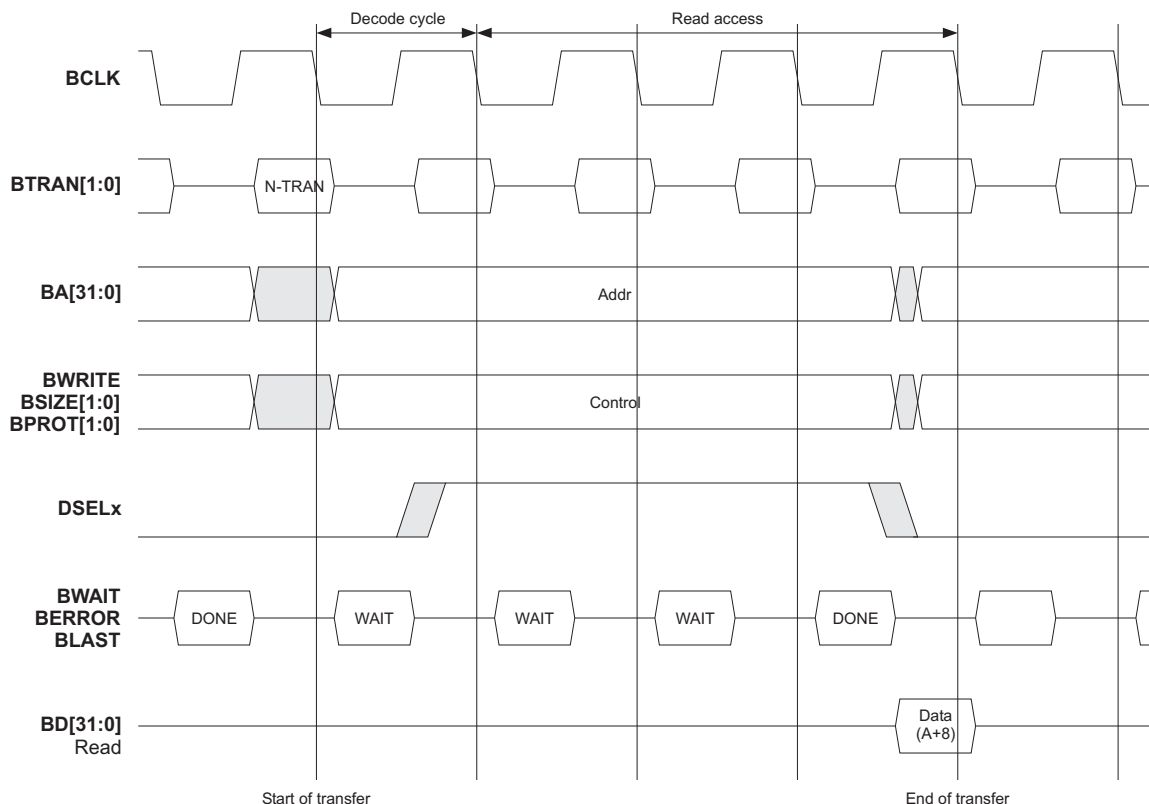 Decode cycle
Read access
BCLK
BTRAN[1:0]
N-TRAN
BA[31:0]
Addr
BWRITE
BSIZE[1:0]
BPROT[1:0]
Control
DSELx
BWAIT
BERROR
BLAST
DONE
WAIT
WAIT
WAIT
DONE
BD[31:0]
Read
Data
(A+8)
Start of transfer
End of transfer